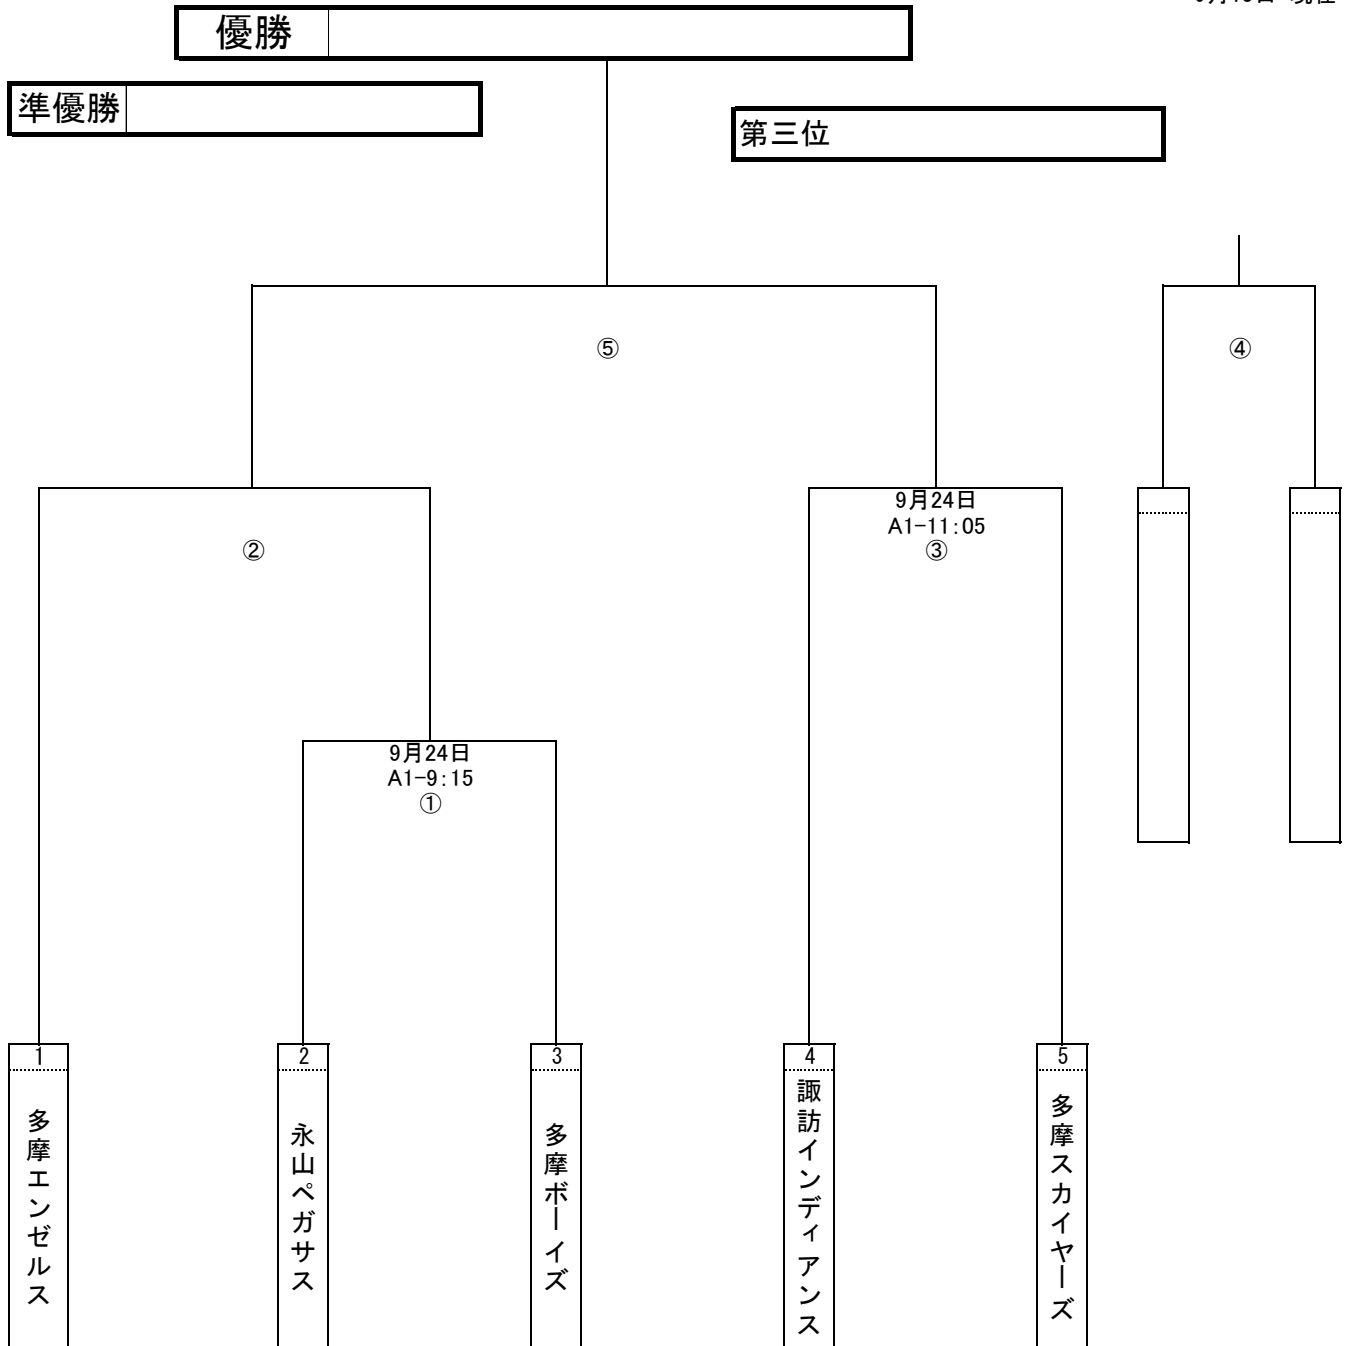 優勝
準優勝
第三位
⑤
④
9月24日
A1-11:05
③
②
9月24日
A1-9:15
①
1
多摩エンゼルス
2
永山ペガサス
3
多摩ボーイズ
4
諏訪インディアンス
5
多摩スカイヤーズ